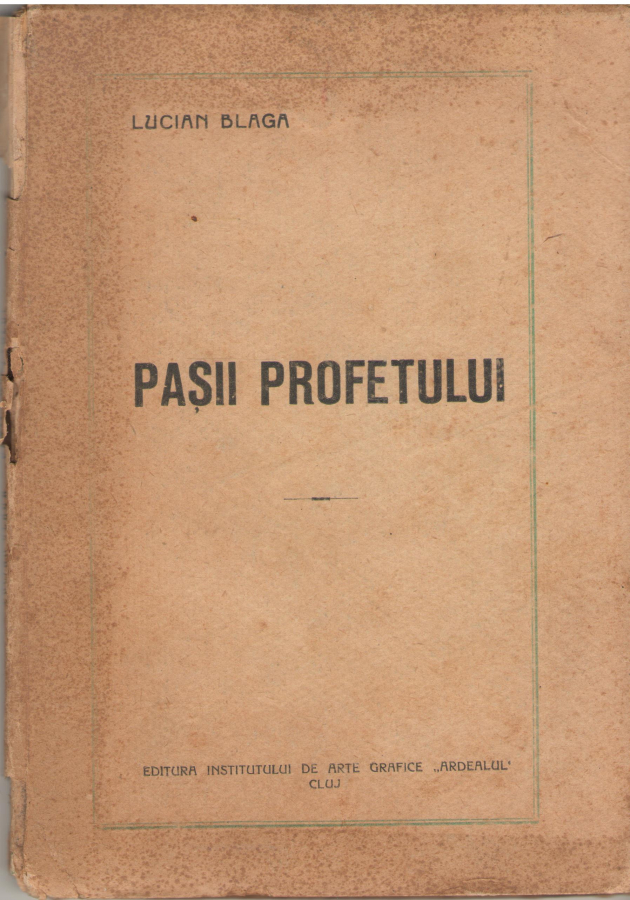 LUCIAN BLAGA
PAȘII PROFETULUI
EDITURA INSTITUTULUI DE ARTE GRAFICE „ARDEALUL'
CLUJ